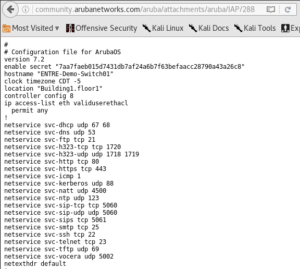 community.arubanetworks.com/aruba/attachments/aruba/IAP/288
Most Visited Offensive Security Kali Linux Kali Docs Kali Tools
#
# Configuration file for ArubaOS
version 7.2
enable secret "7aa7faeb015d7431db7af24a6b7f63befaacc28790a43a26c8"
hostname "ENTRE-Demo-Switch01"
clock timezone CDT -5
location "Building1.floor1"
controller config 8
ip access-list eth validuserethacl
permit any
!
netservice svc-dhcp udp 67 68
netservice svc-dns udp 53
netservice svc-ftp tcp 21
netservice svc-h323-tcp tcp 1720
netservice svc-h323-udp udp 1718 1719
netservice svc-http tcp 80
netservice svc-https tcp 443
netservice svc-icmp 1
netservice svc-kerberos udp 88
netservice svc-natt udp 4500
netservice svc-ntp udp 123
netservice svc-sip-tcp tcp 5060
netservice svc-sip-udp udp 5060
netservice svc-sips tcp 5061
netservice svc-smtp tcp 25
netservice svc-ssh tcp 22
netservice svc-telnet tcp 23
netservice svc-tftp udp 69
netservice svc-vocera udp 5002
netexthdr default